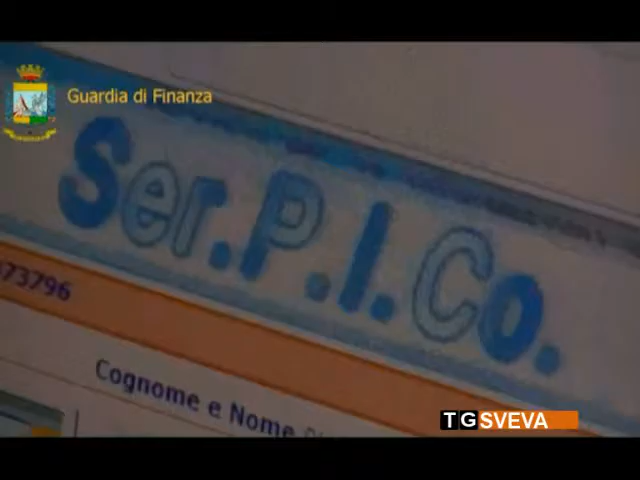 Guardia di Finanza
Ser.P.I.Co.
73796
Cognome e Nome
TGSVEVA